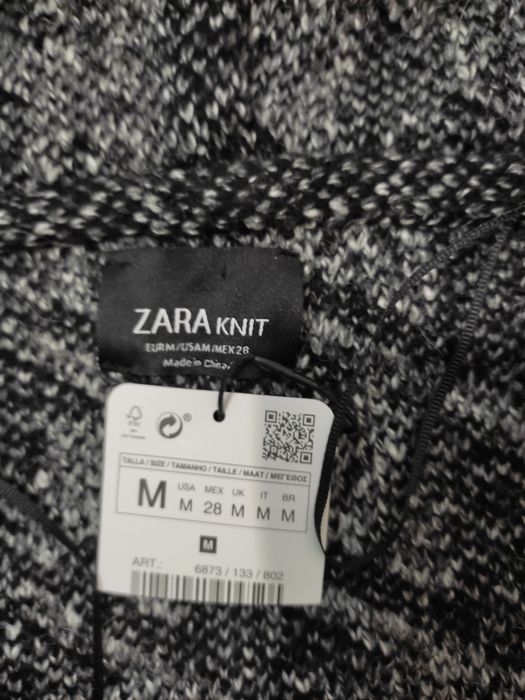 ZARA KNIT
EUR M/USA M/MEX 28
Made in China
FSC
TALLA / SIZE / TAMANHO / TAILLE / MAAT / ΜΕΓΕΘΟΣ
M USA MEX UK IT BR
M 28 M M M
M
ART.: 6873 / 133 / 802